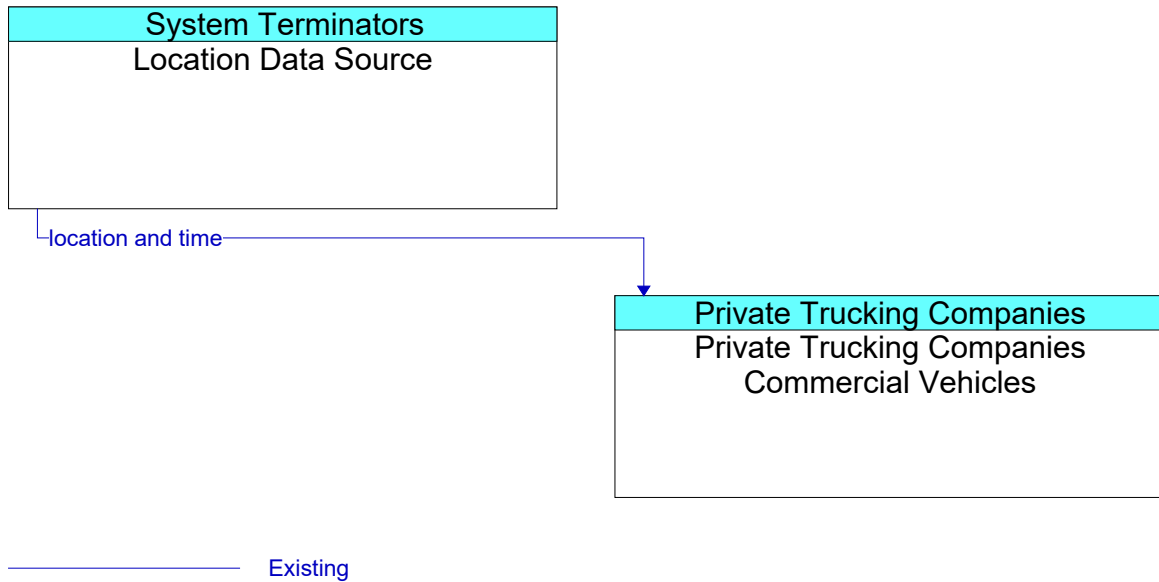 System Terminators
Location Data Source
location and time
Private Trucking Companies
Private Trucking Companies
Commercial Vehicles
Existing